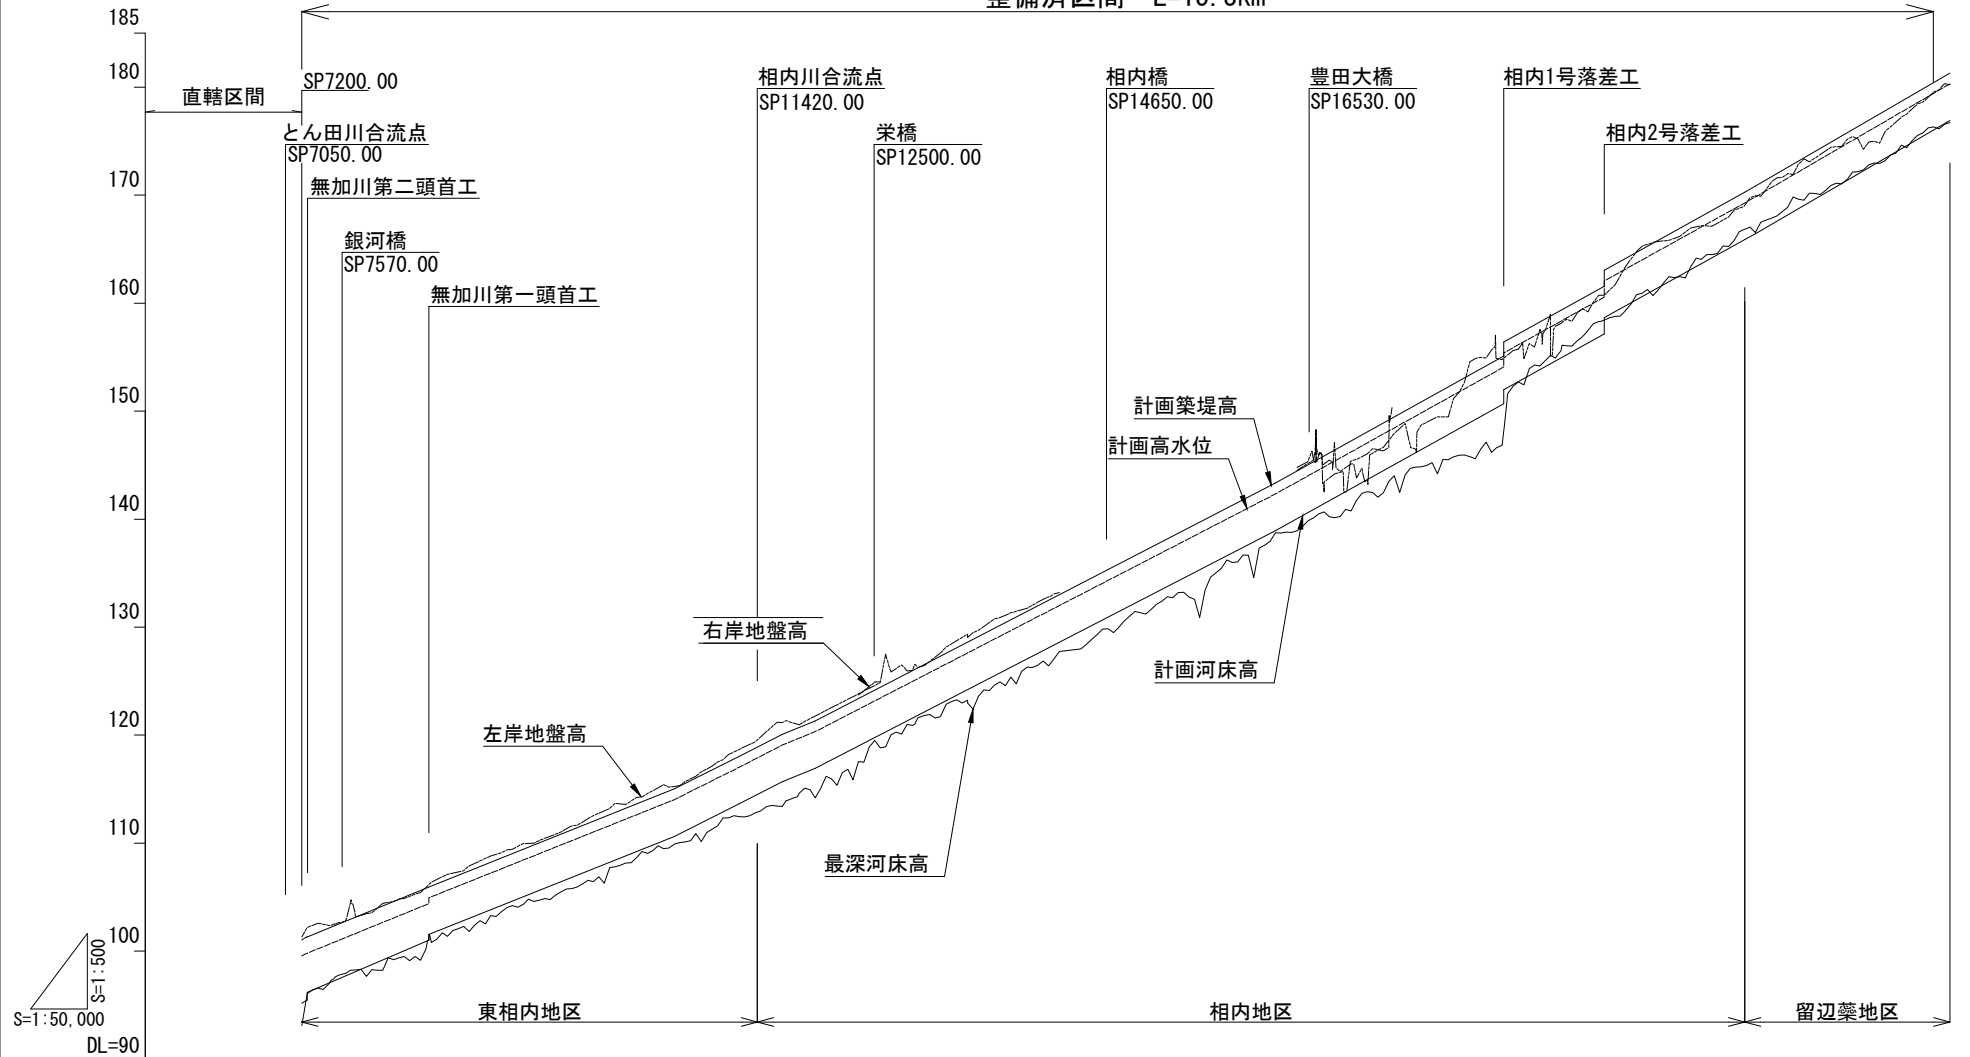 185
180
170
160
150
140
130
120
110
100
DL=90
S=1:500
S=1:50,000
直轄区間
SP7200.00
とん田川合流点
SP7050.00
無加川第二頭首工
銀河橋
SP7570.00
無加川第一頭首工
相内川合流点
SP11420.00
栄橋
SP12500.00
相内橋
SP14650.00
豊田大橋
SP16530.00
相内1号落差工
相内2号落差工
計画築堤高
計画高水位
右岸地盤高
計画河床高
左岸地盤高
最深河床高
東相内地区
相内地区
留辺蘂地区